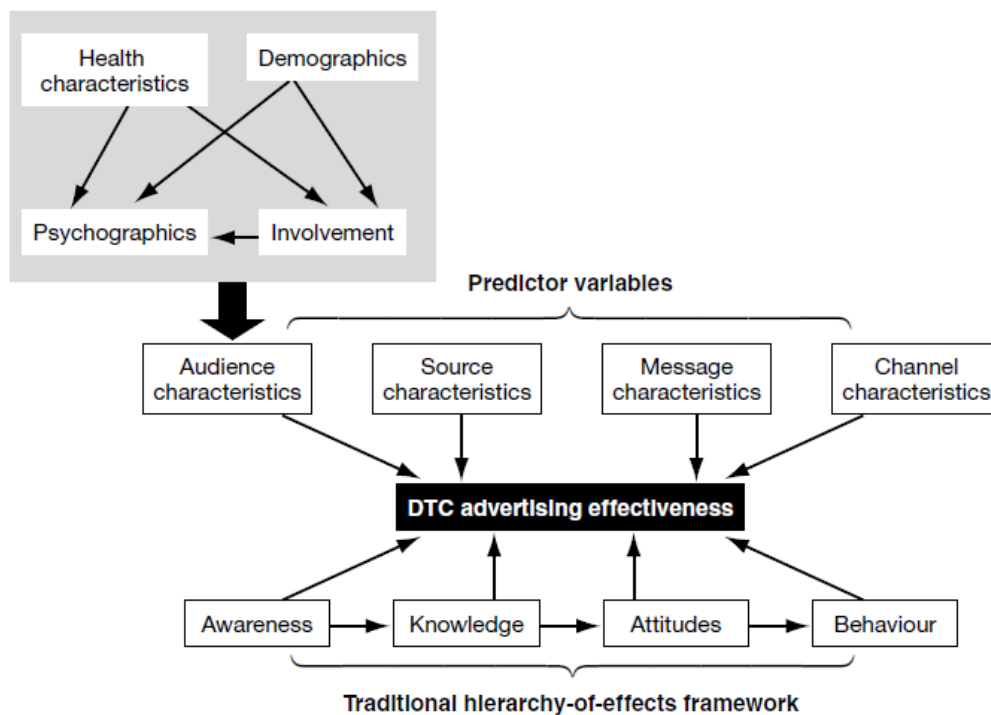 Health
characteristics
Demographics
Psychographics
Involvement
Predictor variables
Audience
characteristics
Source
characteristics
Message
characteristics
Channel
characteristics
DTC advertising effectiveness
Awareness
Knowledge
Attitudes
Behaviour
Traditional hierarchy-of-effects framework